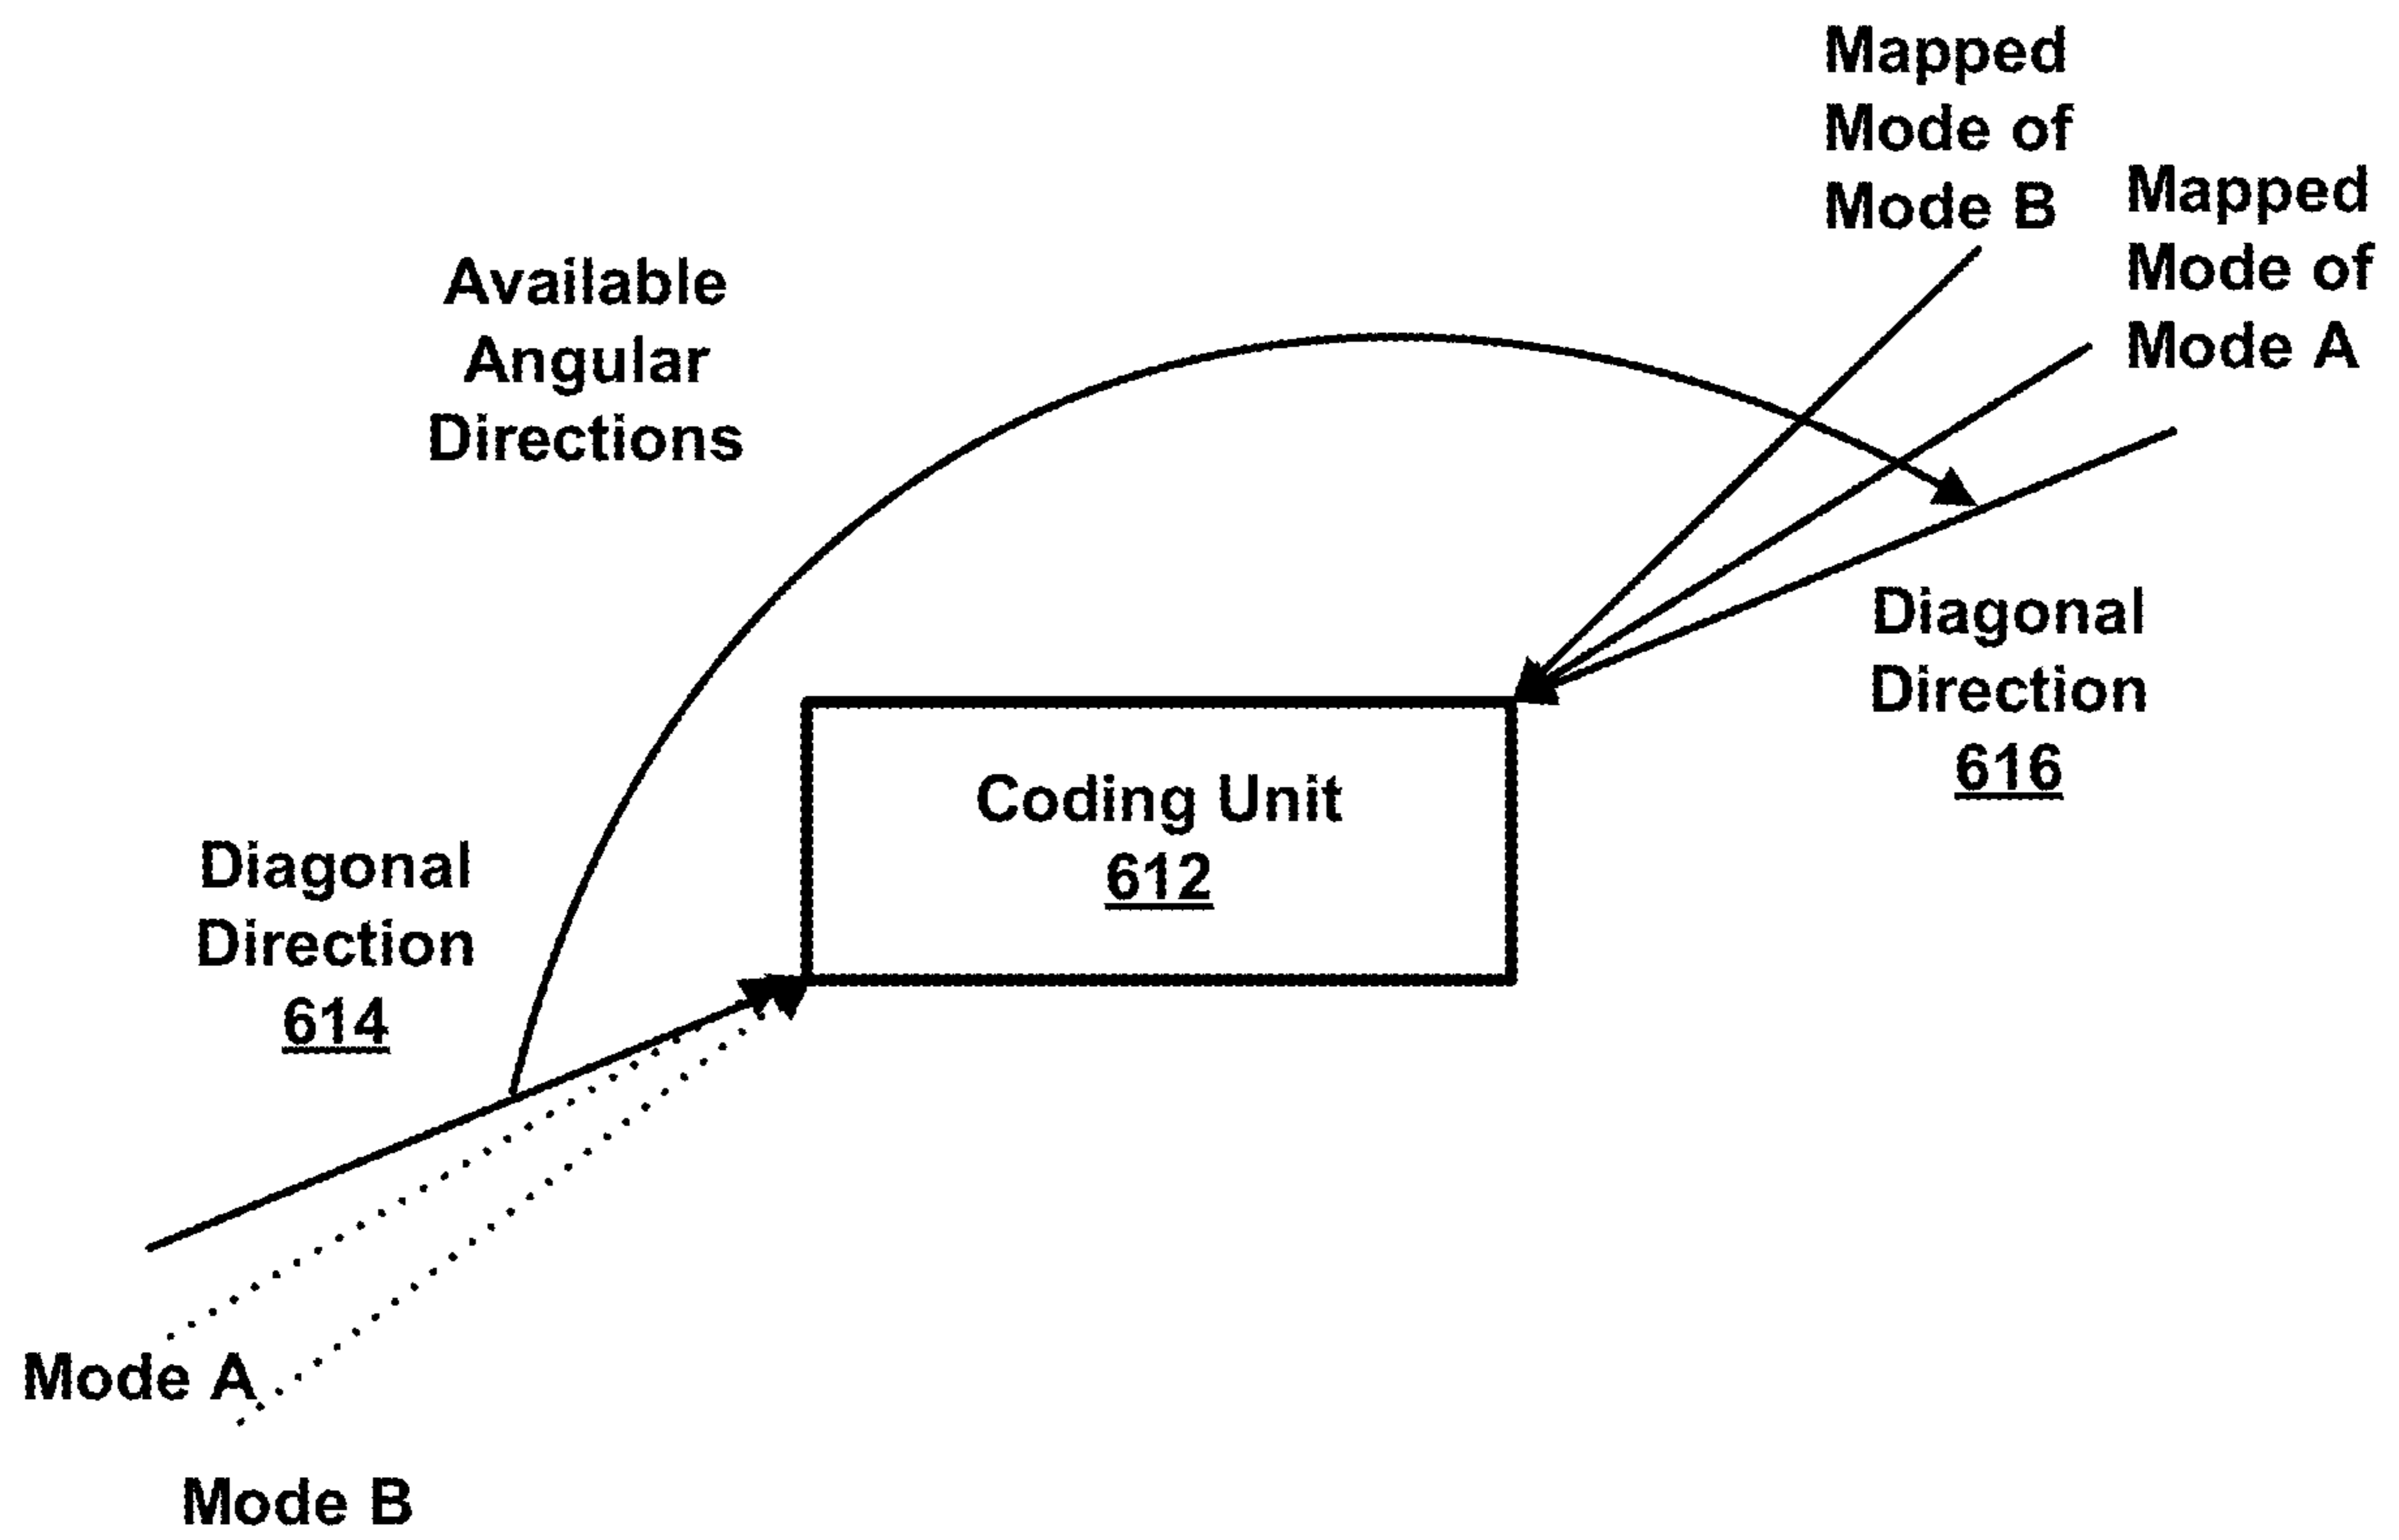 Mapped
Mode of
Mode B
Mapped
Mode of
Mode A
Available
Angular
Directions
Diagonal
Direction
616
Coding Unit
612
Diagonal
Direction
614
Mode A
Mode B